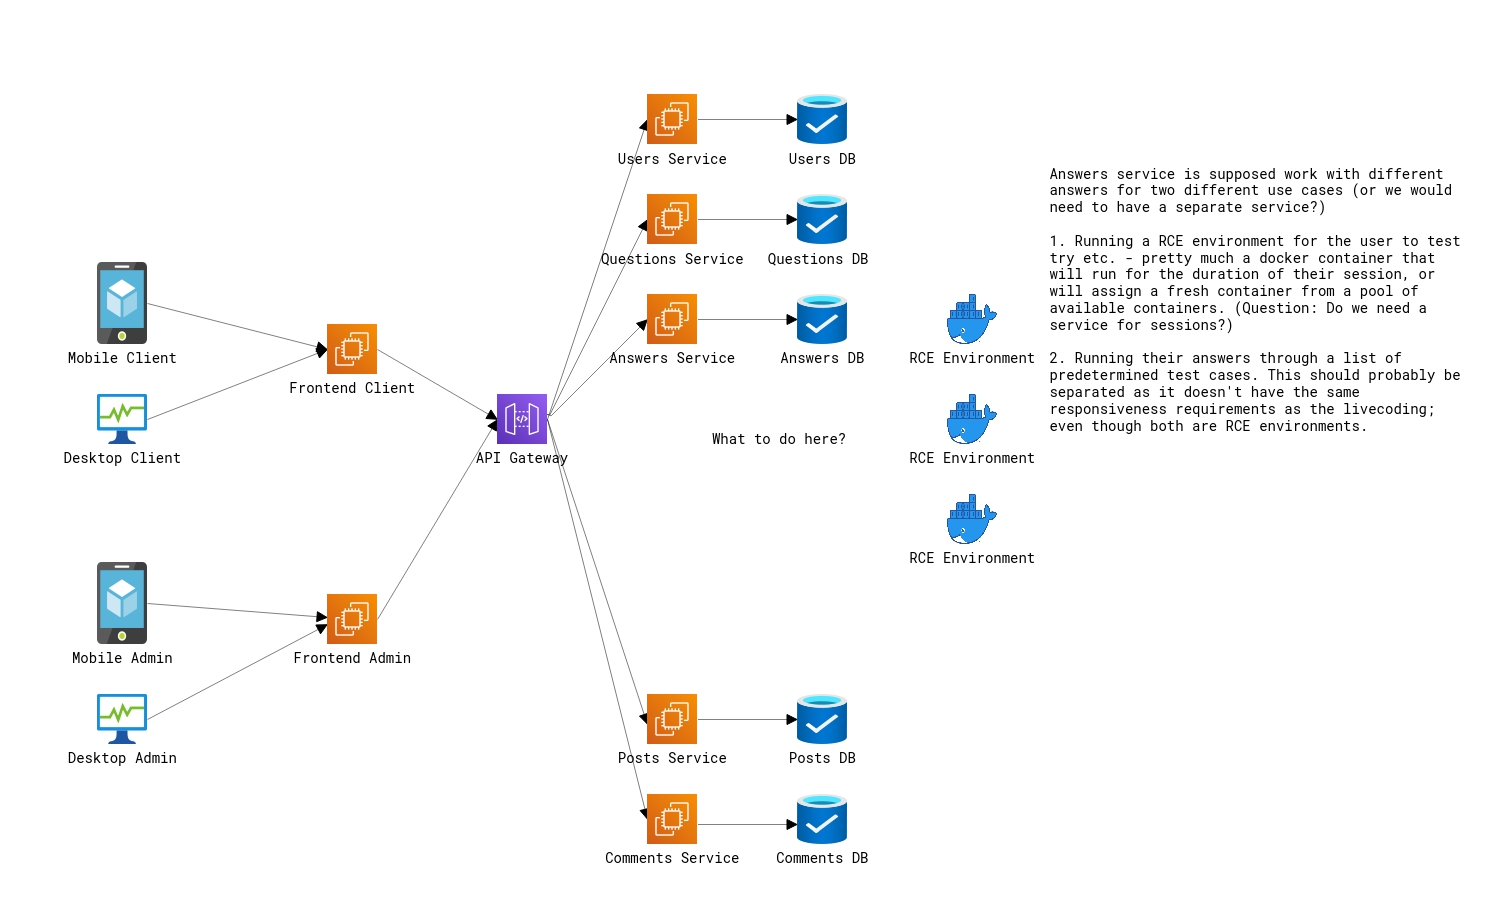 Users Service
Users DB
Answers service is supposed work with different
answers for two different use cases (or we would
need to have a separate service?)
Questions Service
Questions DB
1. Running a RCE environment for the user to test
try etc. - pretty much a docker container that
will run for the duration of their session, or
will assign a fresh container from a pool of
available containers. (Question: Do we need a
service for sessions?)
Mobile Client
Answers Service
Answers DB
RCE Environment
2. Running their answers through a list of
predetermined test cases. This should probably be
separated as it doesn't have the same
responsiveness requirements as the livecoding;
even though both are RCE environments.
Frontend Client
What to do here?
Desktop Client
API Gateway
RCE Environment
RCE Environment
Mobile Admin
Frontend Admin
Desktop Admin
Posts Service
Posts DB
Comments Service
Comments DB